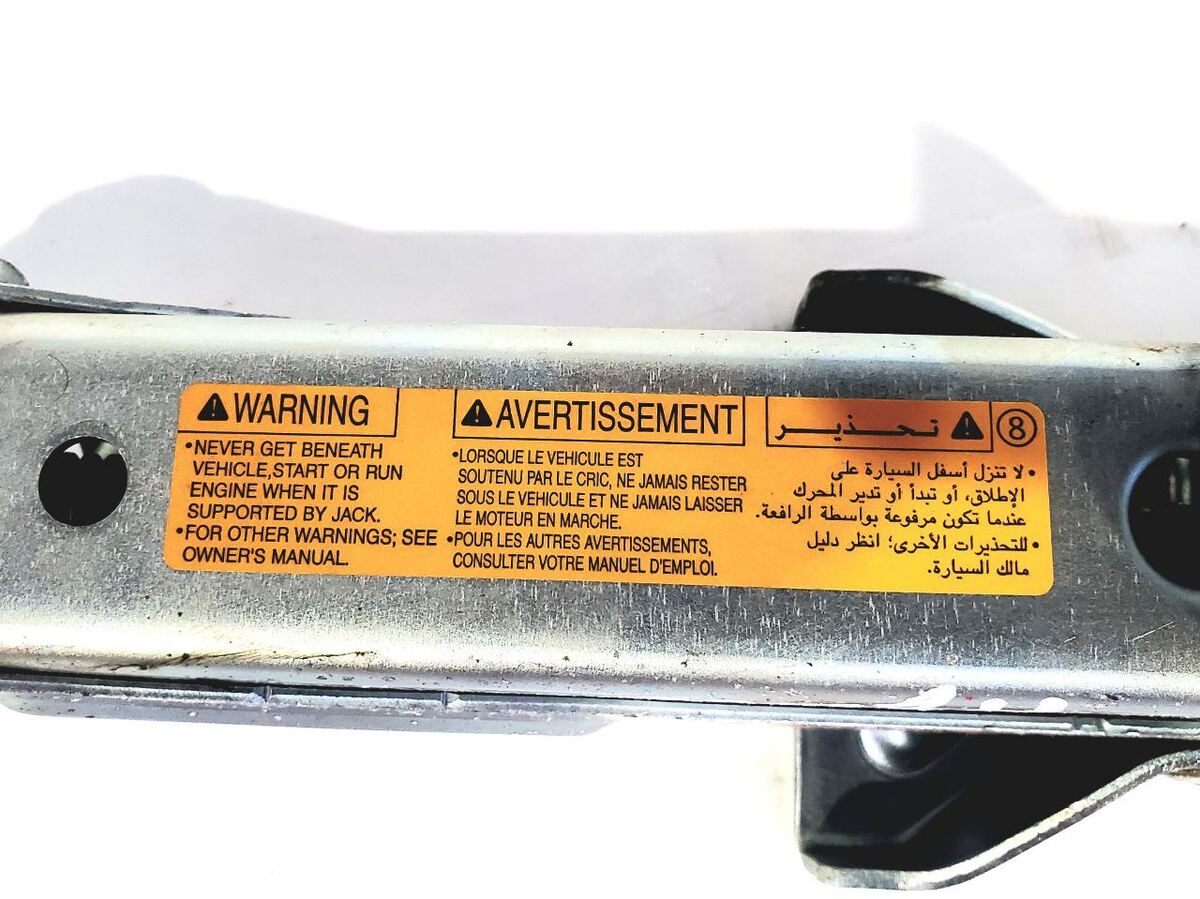 ⚠WARNING
•NEVER GET BENEATH
VEHICLE,START OR RUN
ENGINE WHEN IT IS
SUPPORTED BY JACK.
•FOR OTHER WARNINGS; SEE
OWNER'S MANUAL.
⚠AVERTISSEMENT
•LORSQUE LE VEHICULE EST
SOUTENU PAR LE CRIC, NE JAMAIS RESTER
SOUS LE VEHICULE ET NE JAMAIS LAISSER
LE MOTEUR EN MARCHE.
•POUR LES AUTRES AVERTISSEMENTS,
CONSULTER VOTRE MANUEL D'EMPLOI.
⚠ تـحـذيـــر
⑧
• لا تنزل أسفل السيارة على
الإطلاق، أو تبدأ أو تدير المحرك
عندما تكون مرفوعة بواسطة الرافعة.
• للتحذيرات الأخرى؛ انظر دليل
مالك السيارة.